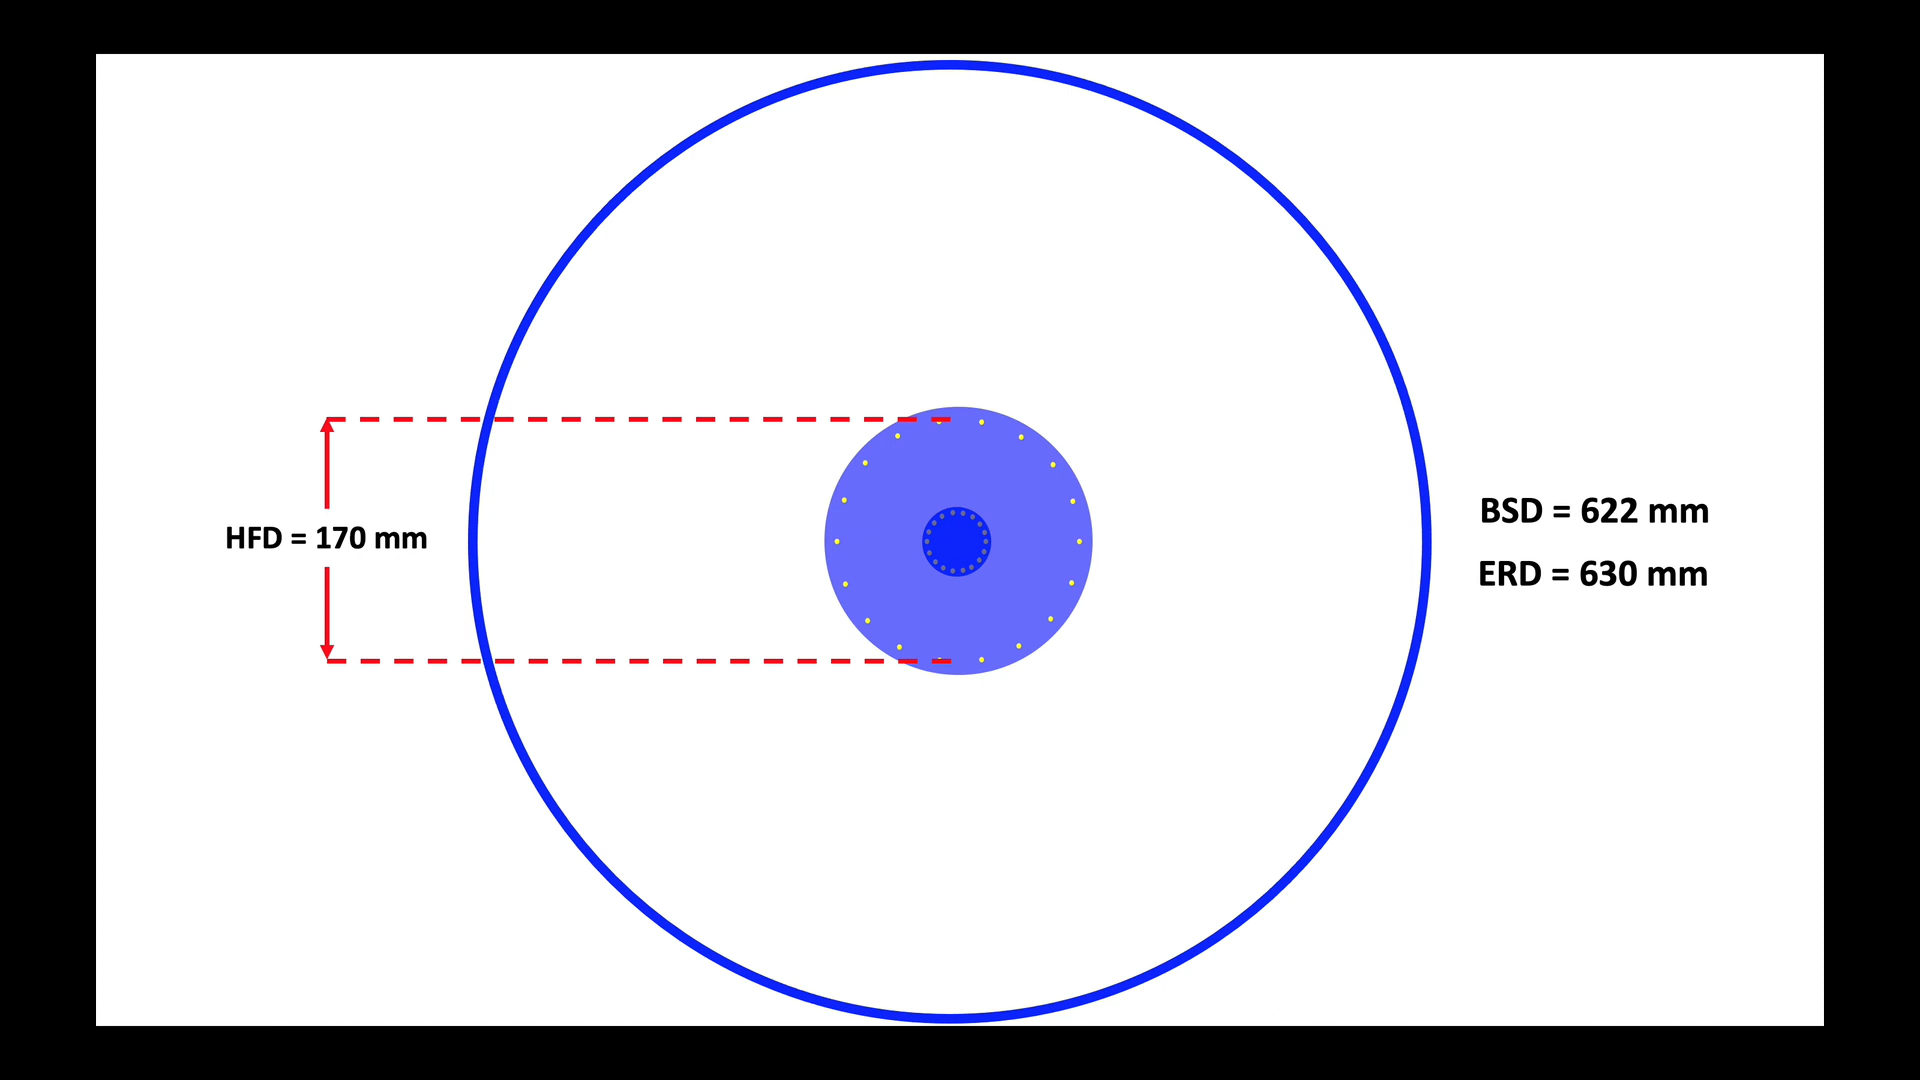 HFD = 170 mm
BSD = 622 mm
ERD = 630 mm